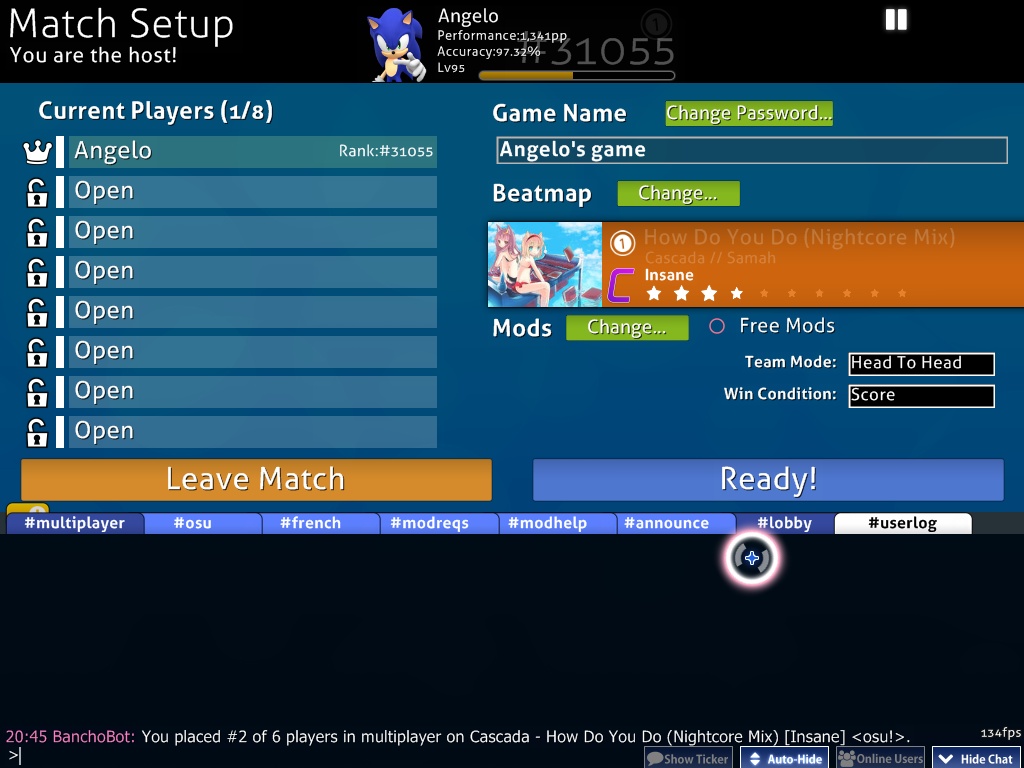 Match Setup
You are the host!
Angelo
Performance:1,341pp
Accuracy:97.32%
Lv95
#31055
1
Current Players (1/8)
Angelo Rank:#31055
Open
Open
Open
Open
Open
Open
Open
Game Name Change Password...
Angelo's game
Beatmap Change...
1 How Do You Do (Nightcore Mix)
Cascada // Samah
Insane
Mods Change... Free Mods
Team Mode: Head To Head
Win Condition: Score
Leave Match Ready!
#multiplayer #osu #french #modreqs #modhelp #announce #lobby #userlog
20:45 BanchoBot: You placed #2 of 6 players in multiplayer on Cascada - How Do You Do (Nightcore Mix) [Insane] <osu!>.
134fps
>|
Show Ticker Auto-Hide Online Users Hide Chat